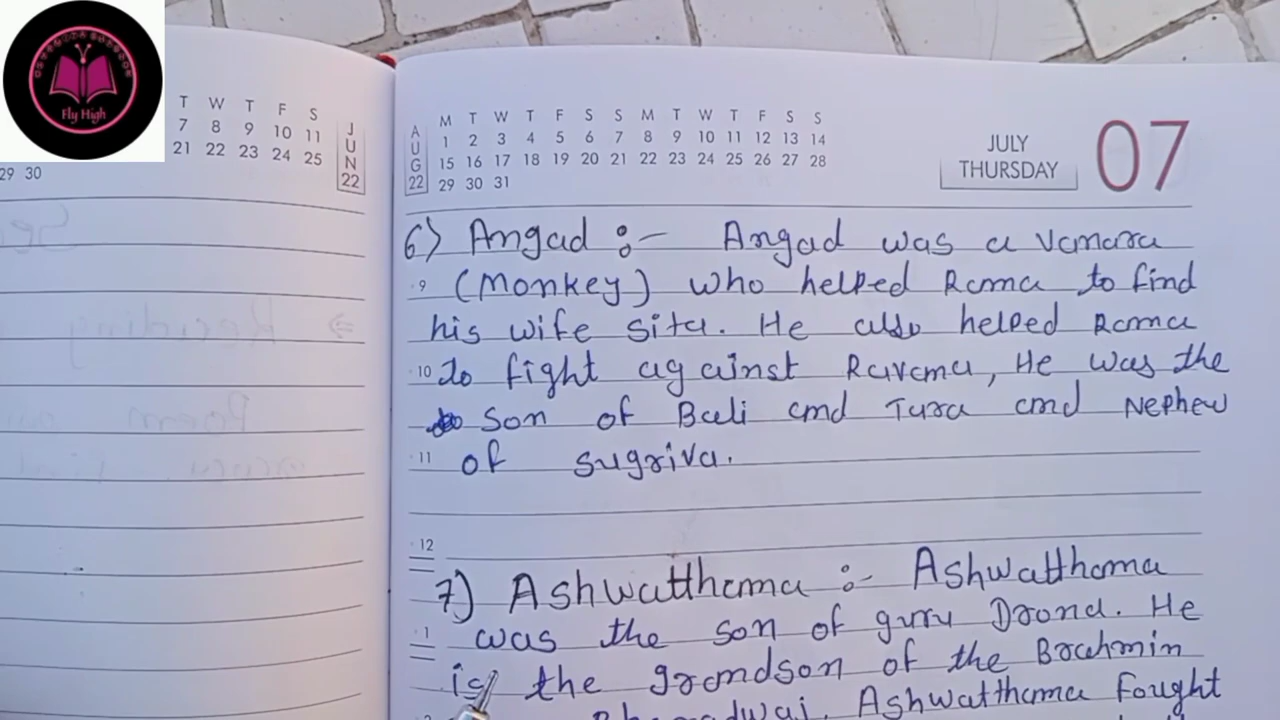 Fly High
T W T F S
7 8 9 10 11
21 22 23 24 25
29 30
JUN 22
AUG 22
M T W T F S S M T W T F S S
1 2 3 4 5 6 7 8 9 10 11 12 13 14
15 16 17 18 19 20 21 22 23 24 25 26 27 28
29 30 31
JULY
THURSDAY
07
6) Angad :- Angad was a vanara
9 (Monkey) who helped Rama to find
his wife sita. He also helped Rama
10 to fight against Ravana, He was the
son of Bali and Tara and Nephew
11 of sugriva.
12
7) Ashwatthama :- Ashwatthama
1 was the son of guru Drona. He
is the grandson of the Brahmin
Ashwatthama Fought